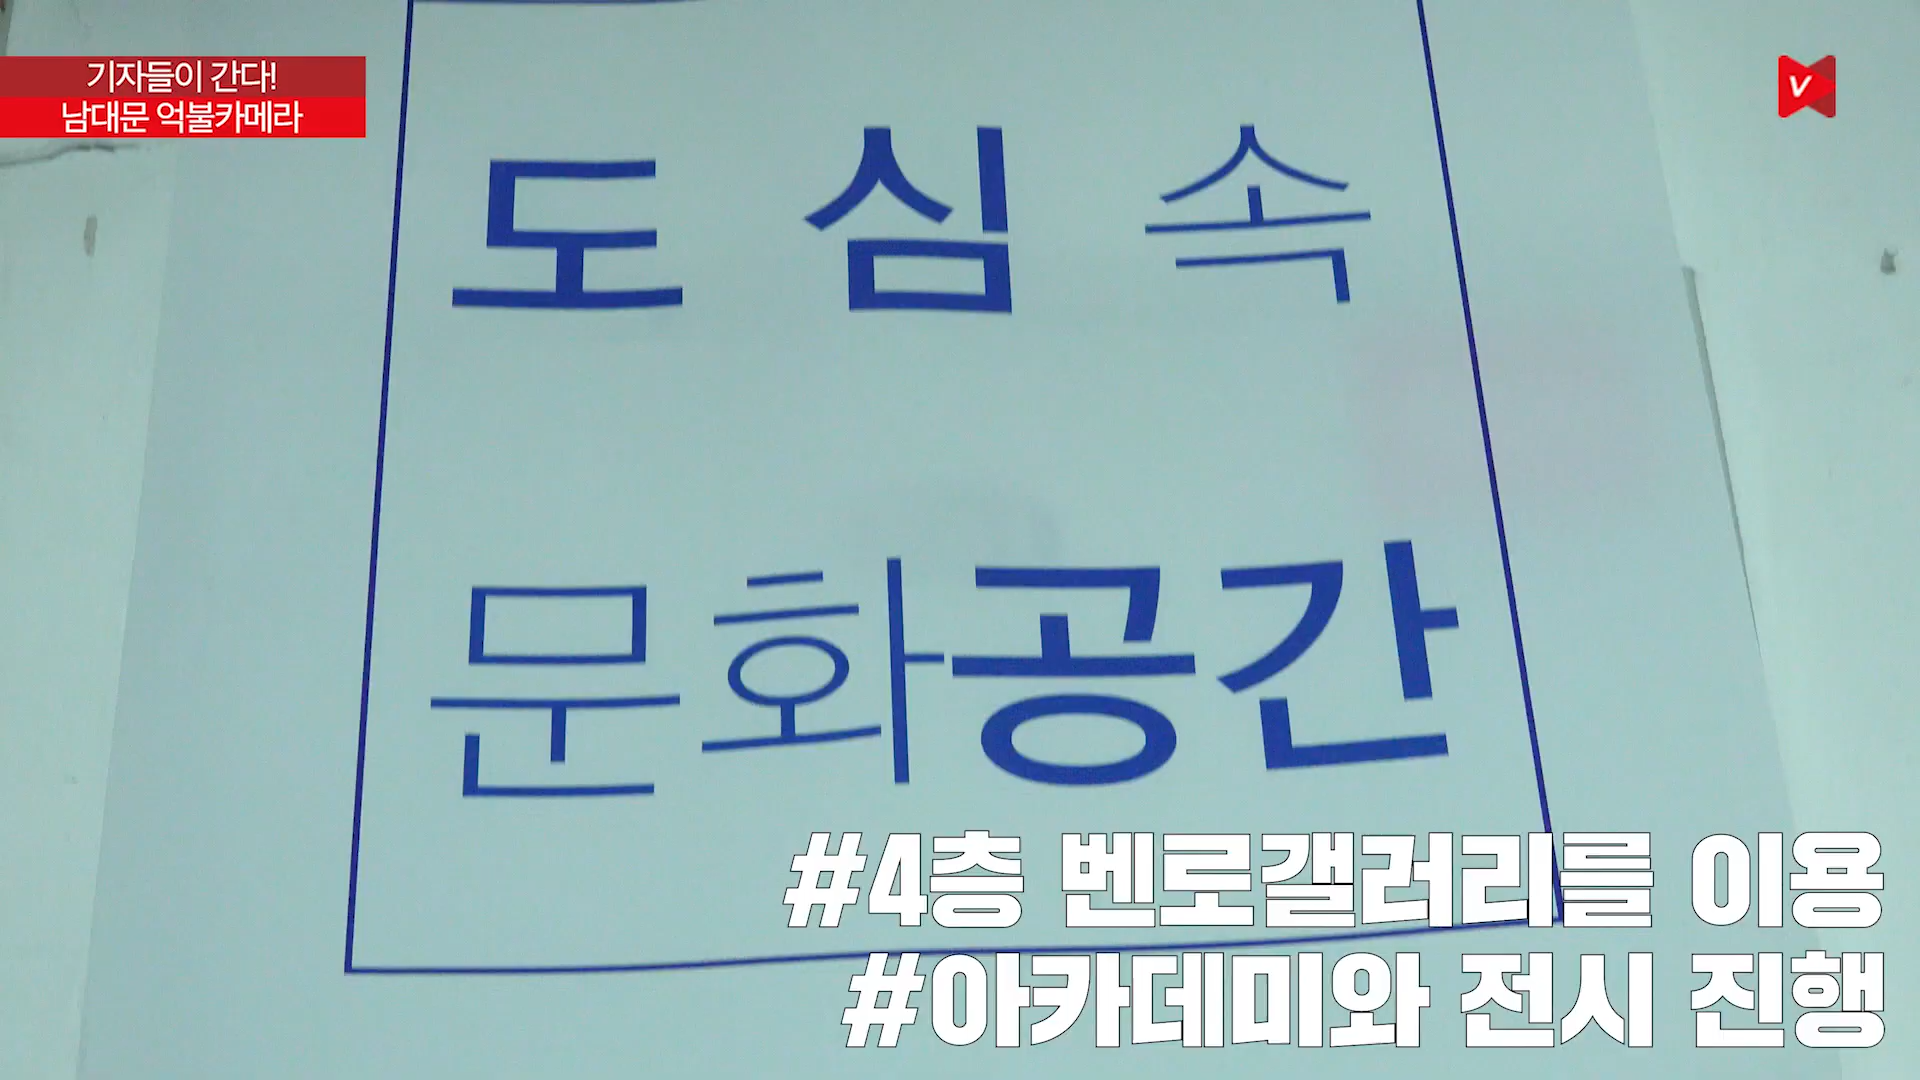 기자들이 간다!
남대문 억불카메라
V
도심 속
문화공간
#4층 벤로갤러리를 이용
#아카데미와 전시 진행